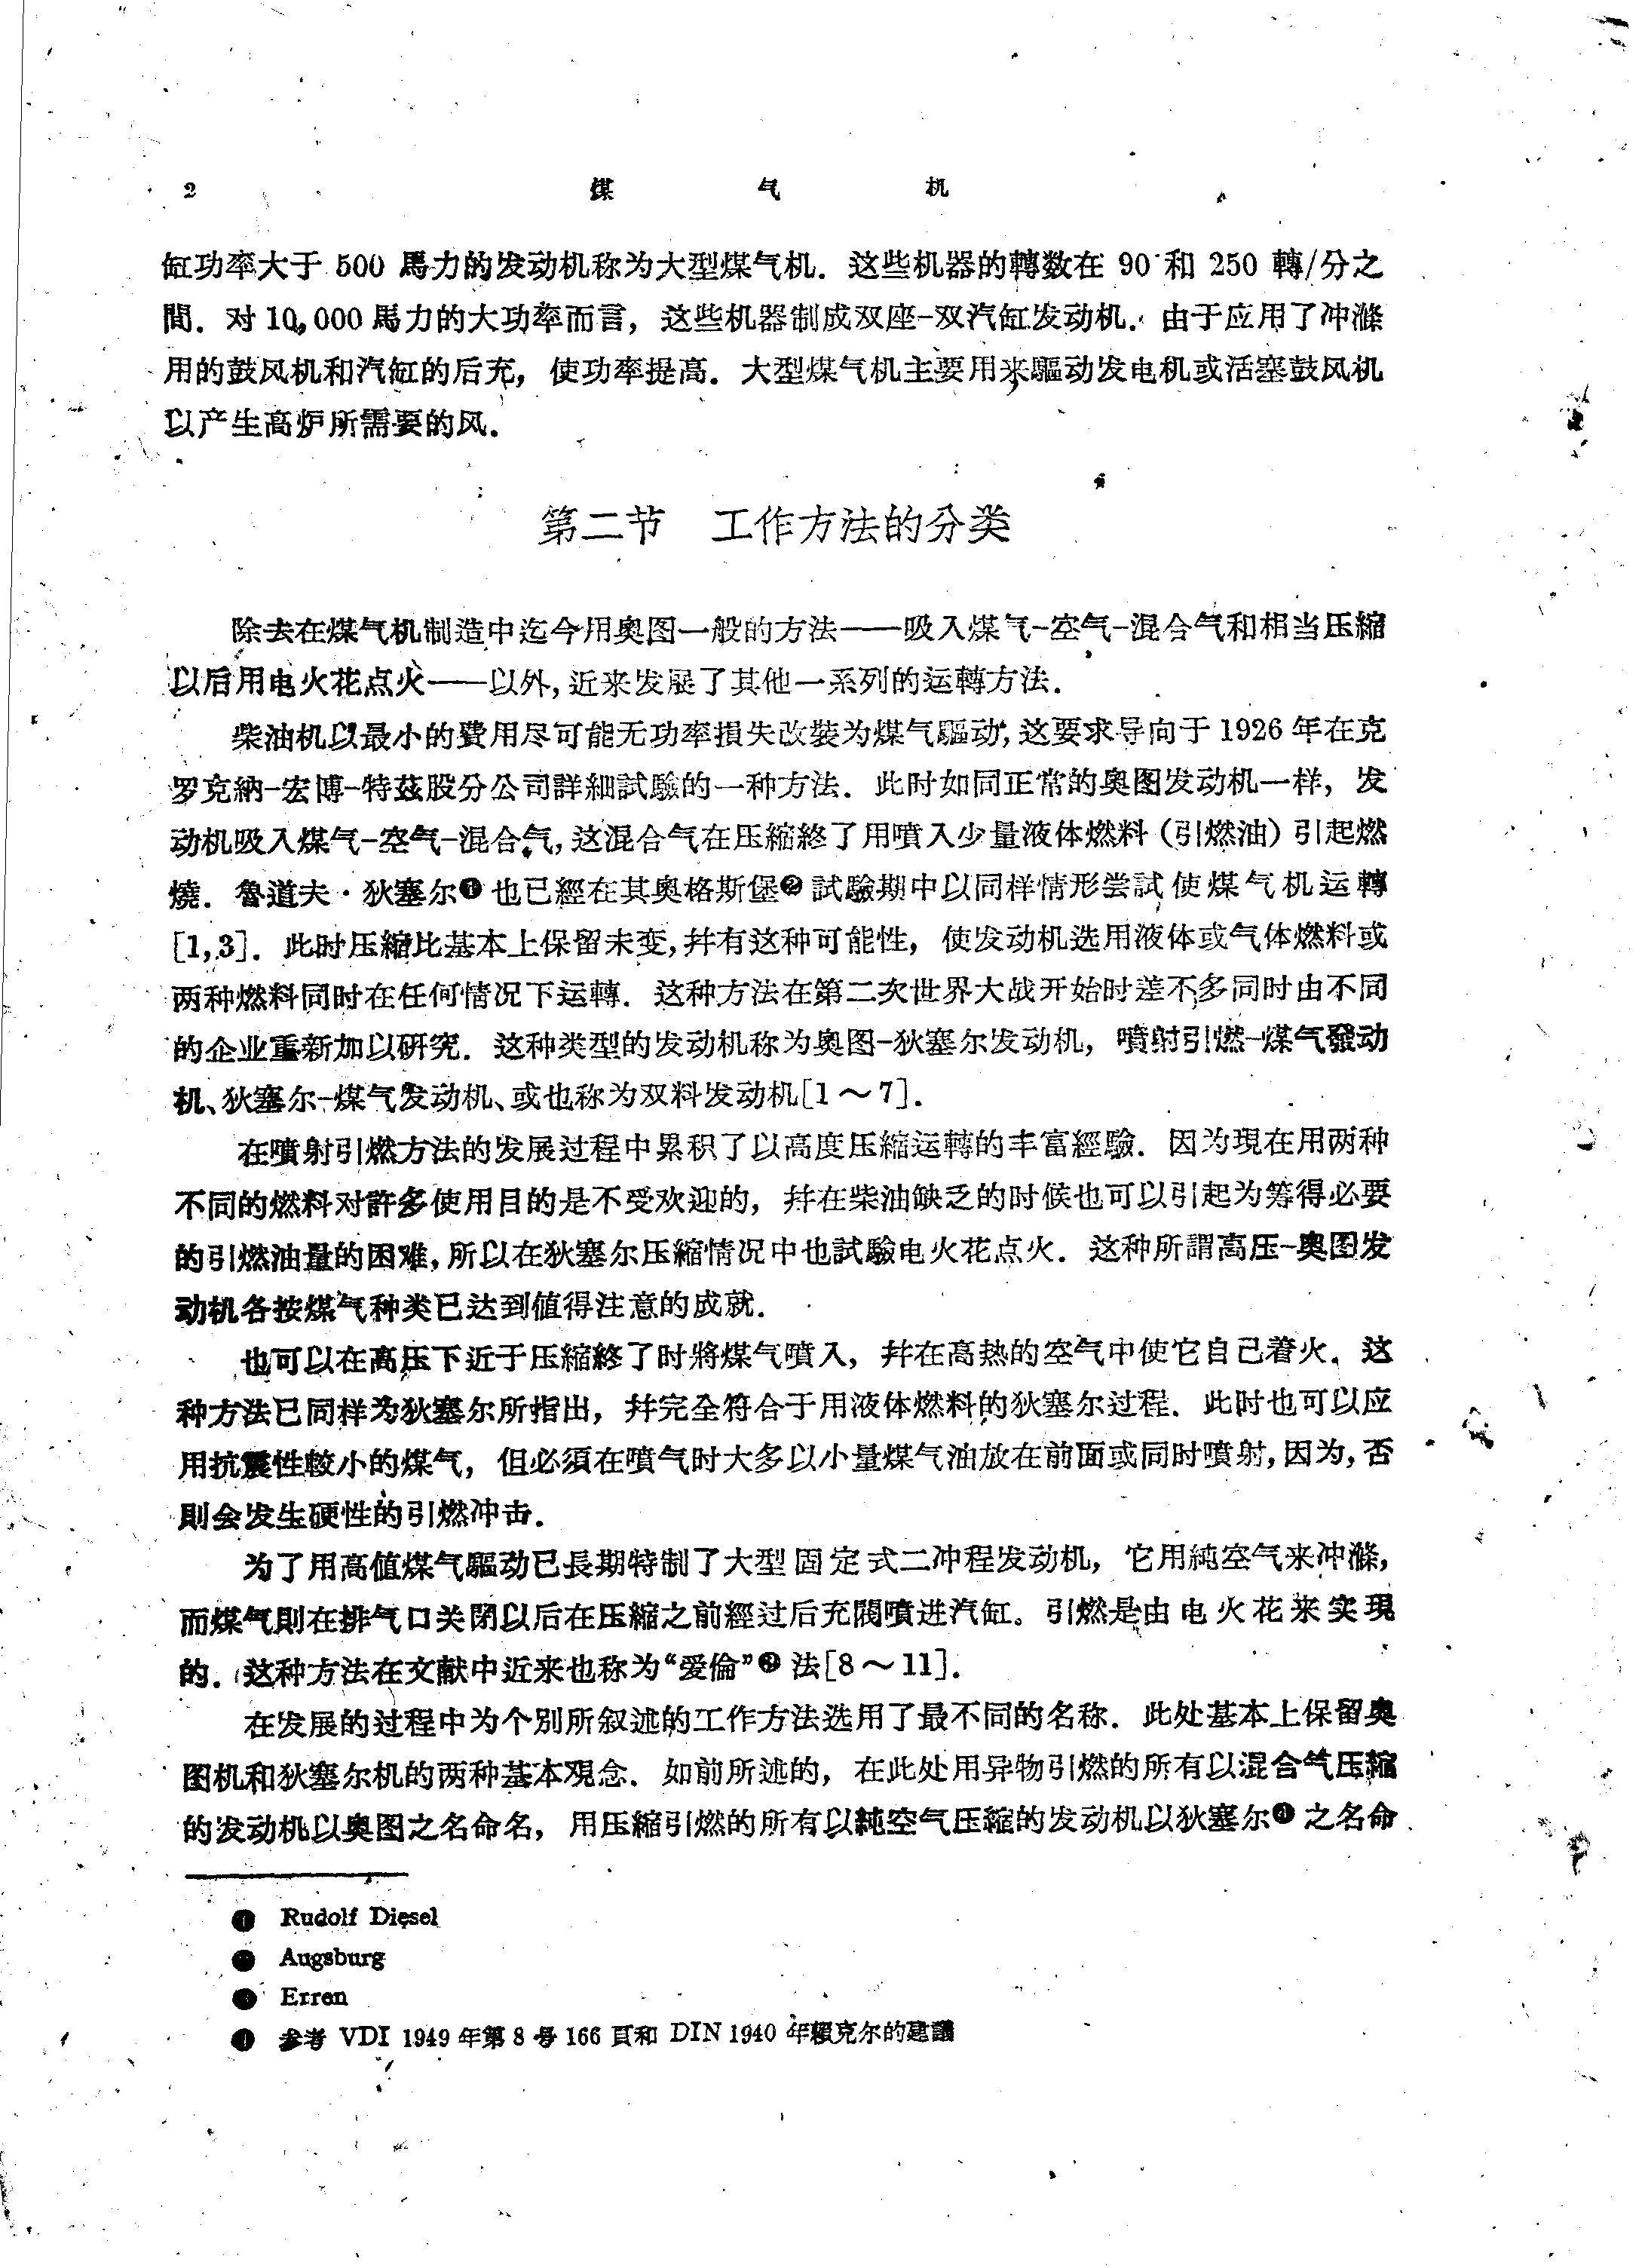 2 煤 气 机
缸功率大于 500 馬力的发动机称为大型煤气机．这些机器的轉数在 90 和 250 轉/分之
間．对 10,000 馬力的大功率而言，这些机器制成双座-双汽缸发动机．由于应用了冲滌
用的鼓风机和汽缸的后充，使功率提高．大型煤气机主要用来驅动发电机或活塞鼓风机
以产生高炉所需要的风．
第二节 工作方法的分类
除去在煤气机制造中迄今用奥图一般的方法——吸入煤气-空气-混合气和相当压縮
以后用电火花点火——以外，近来发展了其他一系列的运轉方法．
柴油机以最小的費用尽可能无功率損失改裝为煤气驅动，这要求导向于 1926 年在克
罗克納-宏博-特茲股分公司詳細試驗的一种方法．此时如同正常的奥图发动机一样，发
动机吸入煤气-空气-混合气，这混合气在压縮終了用噴入少量液体燃料（引燃油）引起燃
燒．魯道夫·狄塞尔❶也已經在其奥格斯堡❷試驗期中以同样情形尝試使煤气机运轉
[1,3]．此时压縮比基本上保留未变，幷有这种可能性，使发动机选用液体或气体燃料或
两种燃料同时在任何情况下运轉．这种方法在第二次世界大战开始时差不多同时由不同
的企业重新加以研究．这种类型的发动机称为奥图-狄塞尔发动机，噴射引燃-煤气發动
机、狄塞尔-煤气发动机、或也称为双料发动机[1～7]．
在噴射引燃方法的发展过程中累积了以高度压縮运轉的丰富經驗．因为現在用两种
不同的燃料对許多使用目的是不受欢迎的，幷在柴油缺乏的时候也可以引起为筹得必要
的引燃油量的困难，所以在狄塞尔压縮情况中也試驗电火花点火．这种所謂高压-奥图发
动机各按煤气种类已达到值得注意的成就．
也可以在高压下近于压縮終了时將煤气噴入，幷在高热的空气中使它自己着火．这
种方法已同样为狄塞尔所指出，幷完全符合于用液体燃料的狄塞尔过程．此时也可以应
用抗震性較小的煤气，但必須在噴气时大多以小量煤气油放在前面或同时噴射，因为，否
則会发生硬性的引燃冲击．
为了用高值煤气驅动已長期特制了大型固定式二冲程发动机，它用純空气来冲滌，
而煤气則在排气口关閉以后在压縮之前經过后充閥噴进汽缸。引燃是由电火花来实現
的．这种方法在文献中近来也称为“爱倫”❸法[8～11]．
在发展的过程中为个別所叙述的工作方法选用了最不同的名称．此处基本上保留奥
图机和狄塞尔机的两种基本观念．如前所述的，在此处用异物引燃的所有以混合气压縮
的发动机以奥图之名命名，用压縮引燃的所有以純空气压縮的发动机以狄塞尔❹之名命
❶ Rudolf Diesel
❷ Augsburg
❸ Erren
❹ 参考 VDI 1949 年第 8 号 166 頁和 DIN 1940 年賴克尔的建議